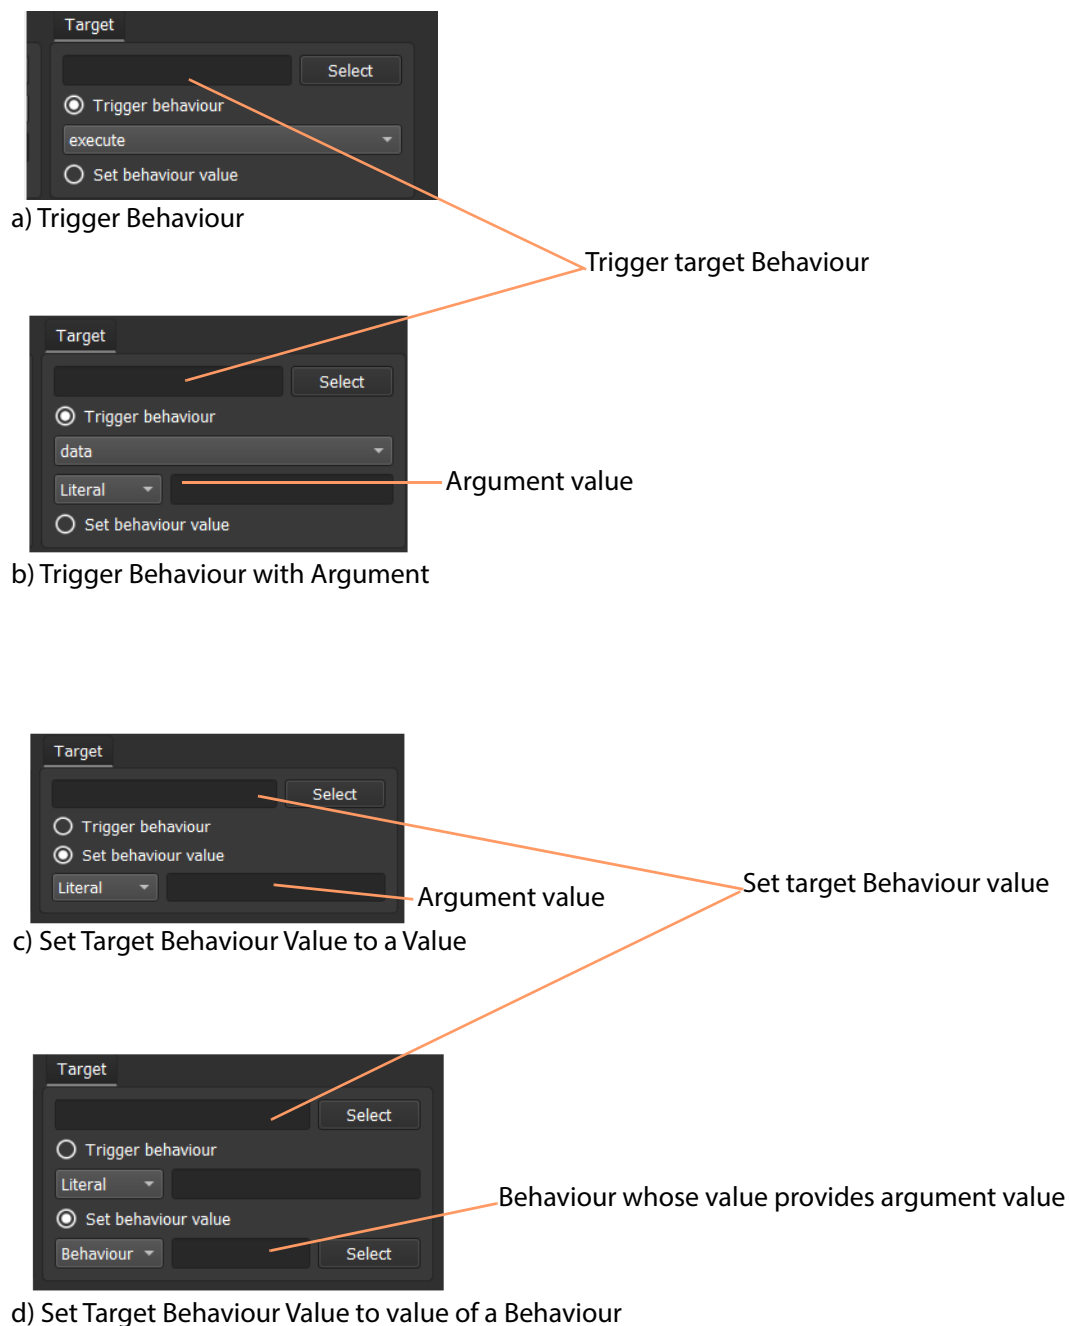 Target
Select
Trigger behaviour
execute
Set behaviour value
a) Trigger Behaviour
Trigger target Behaviour
Target
Select
Trigger behaviour
data
Literal
Argument value
Set behaviour value
b) Trigger Behaviour with Argument
Target
Select
Trigger behaviour
Set behaviour value
Literal
Argument value
Set target Behaviour value
c) Set Target Behaviour Value to a Value
Target
Select
Trigger behaviour
Literal
Behaviour whose value provides argument value
Set behaviour value
Behaviour Select
d) Set Target Behaviour Value to value of a Behaviour